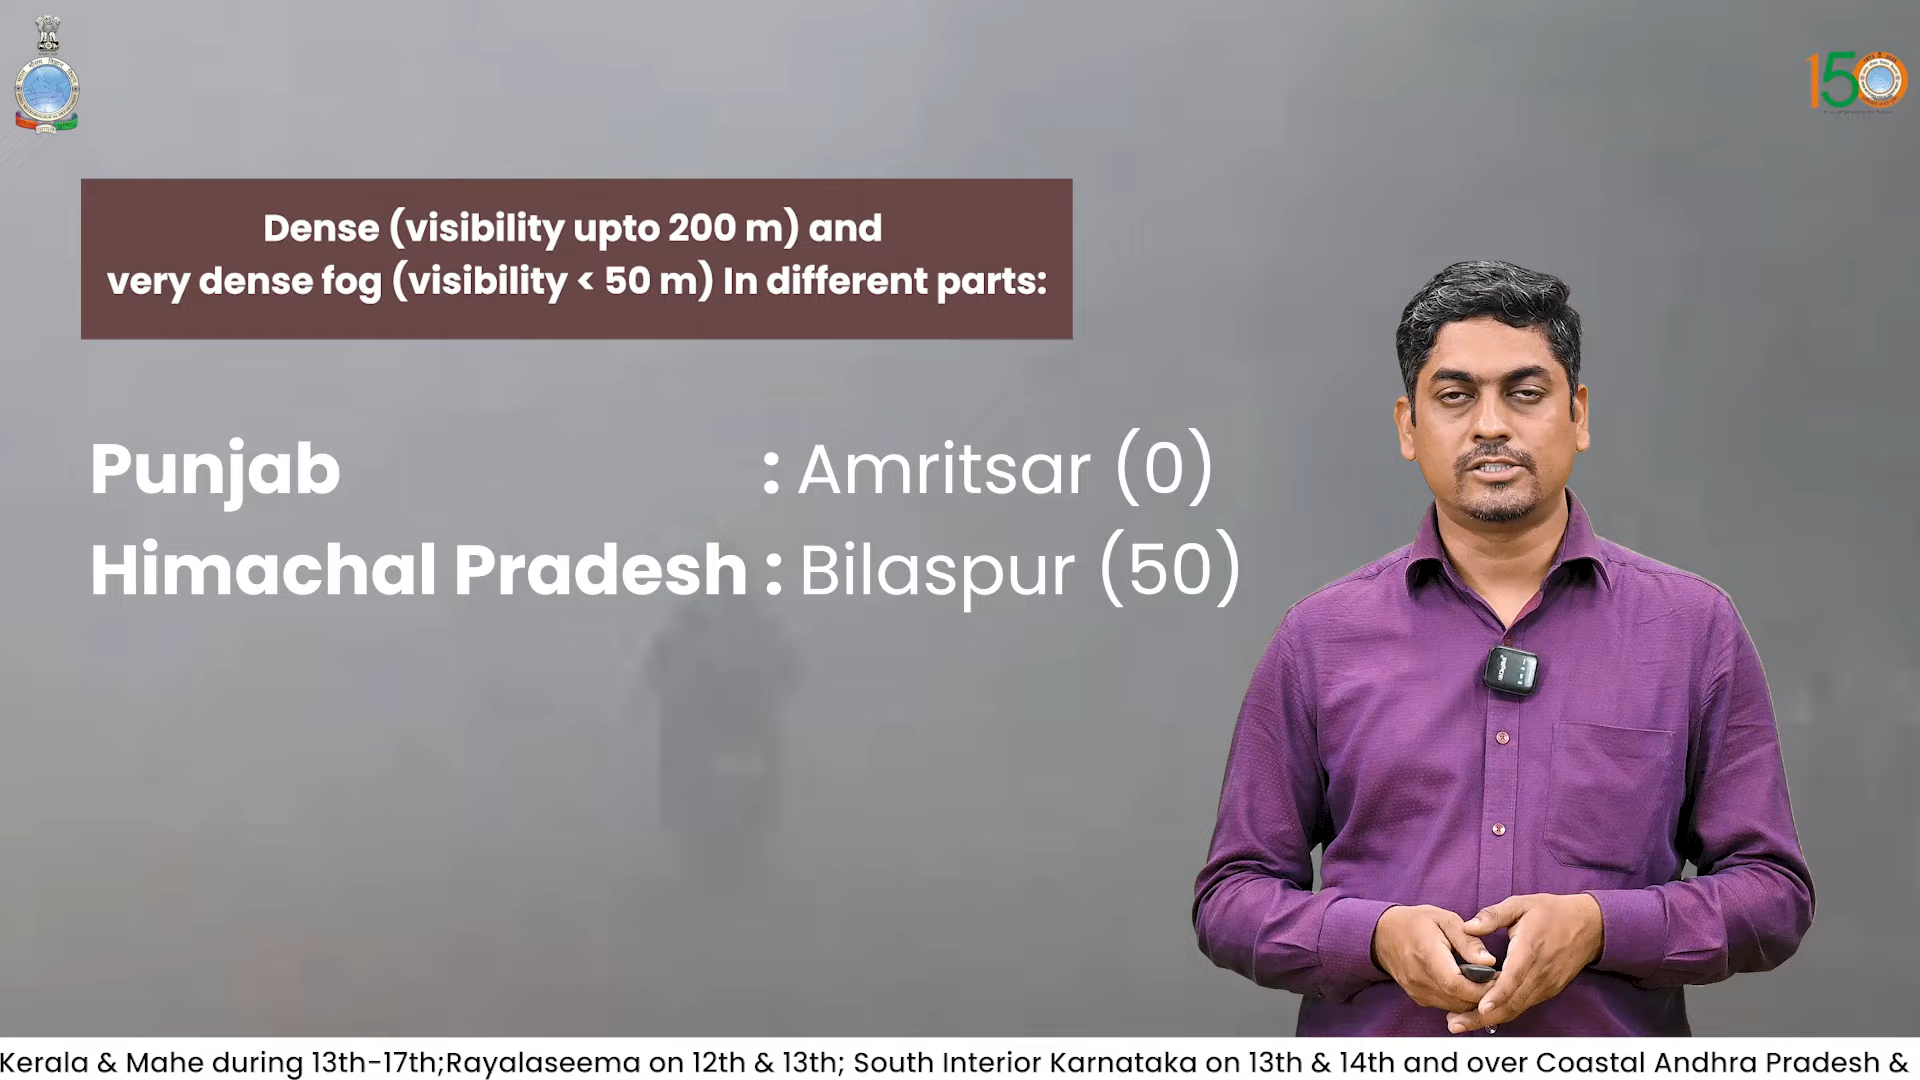 150
Dense (visibility upto 200 m) and
very dense fog (visibility < 50 m) In different parts:
Punjab : Amritsar (0)
Himachal Pradesh : Bilaspur (50)
Kerala & Mahe during 13th-17th;Rayalaseema on 12th & 13th; South Interior Karnataka on 13th & 14th and over Coastal Andhra Pradesh &